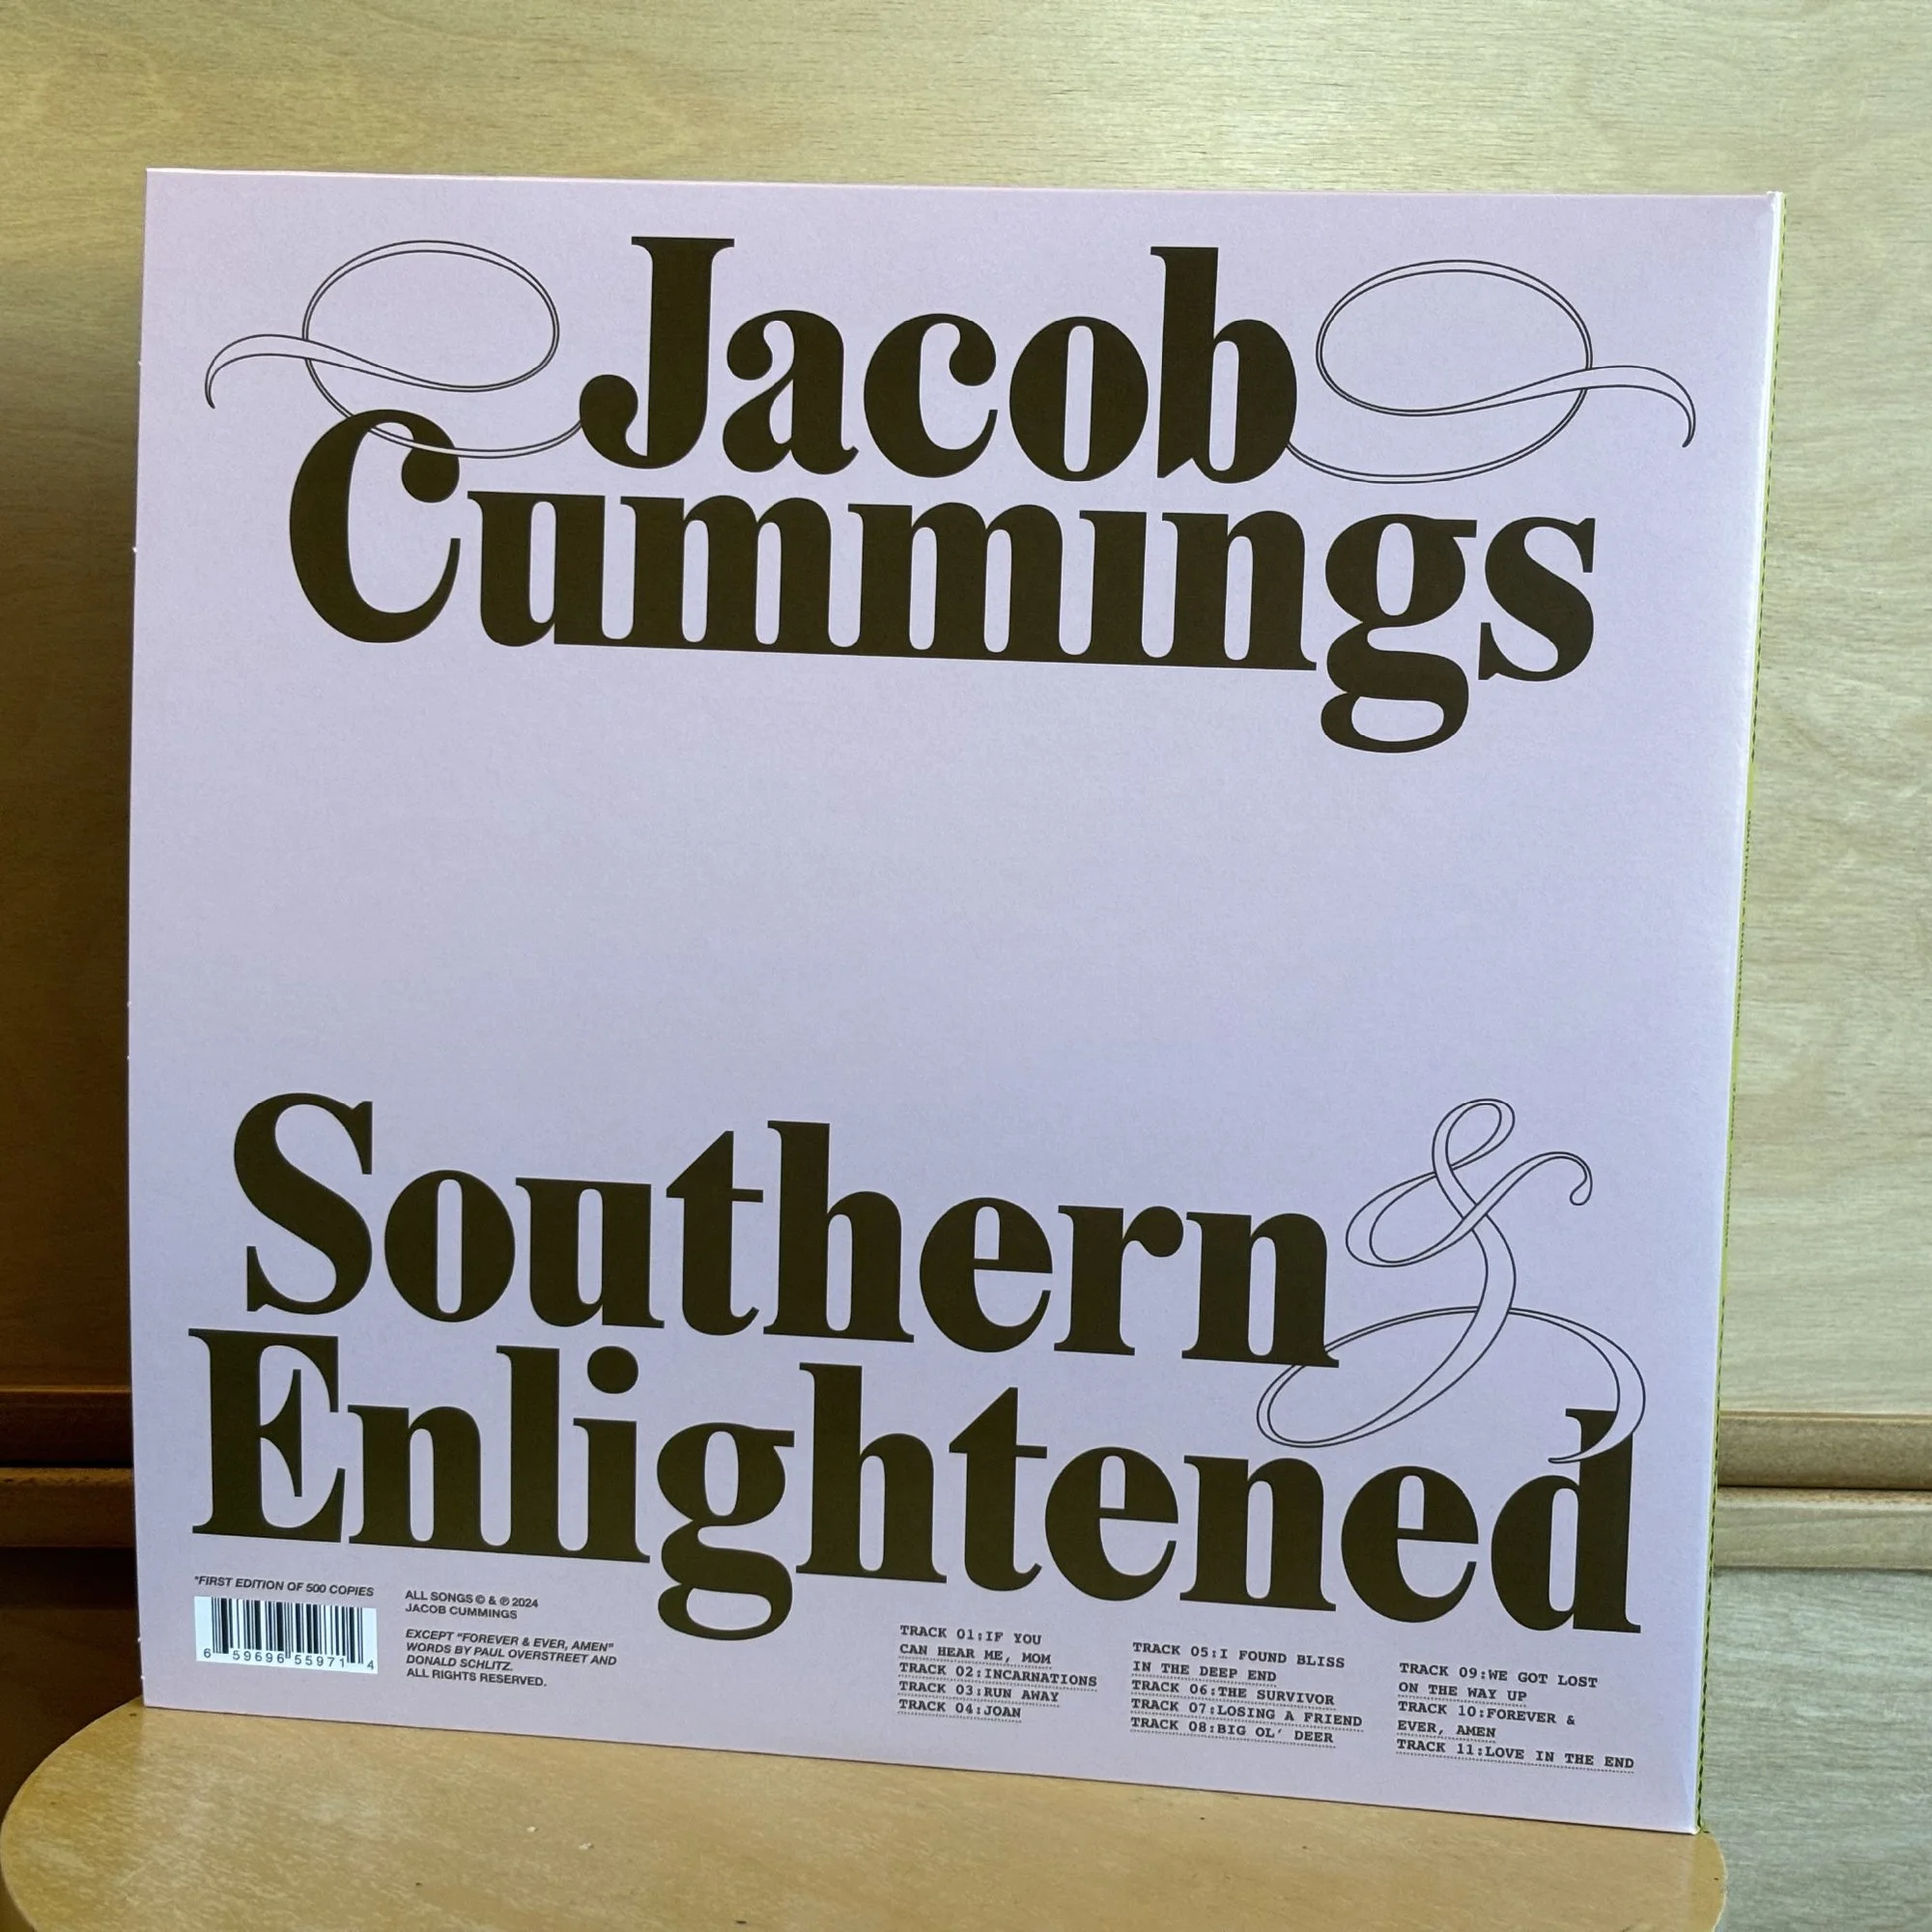 Jacob
Cummings
Southern &
Enlightened
*FIRST EDITION OF 500 COPIES
6 59696 55971 4
ALL SONGS © & ℗ 2024
JACOB CUMMINGS
EXCEPT "FOREVER & EVER, AMEN"
WORDS BY PAUL OVERSTREET AND
DONALD SCHLITZ.
ALL RIGHTS RESERVED.
TRACK 01:IF YOU
CAN HEAR ME, MOM
TRACK 02:INCARNATIONS
TRACK 03:RUN AWAY
TRACK 04:JOAN
TRACK 05:I FOUND BLISS
IN THE DEEP END
TRACK 06:THE SURVIVOR
TRACK 07:LOSING A FRIEND
TRACK 08:BIG OL' DEER
TRACK 09:WE GOT LOST
ON THE WAY UP
TRACK 10:FOREVER &
EVER, AMEN
TRACK 11:LOVE IN THE END